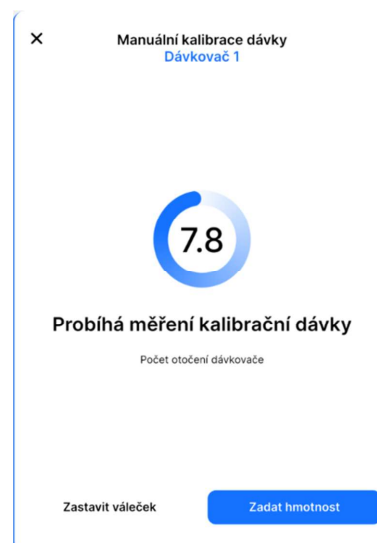 Manuální kalibrace dávky
Dávkovač 1
7.8
Probíhá měření kalibrační dávky
Počet otočení dávkovače
Zastavit váleček
Zadat hmotnost